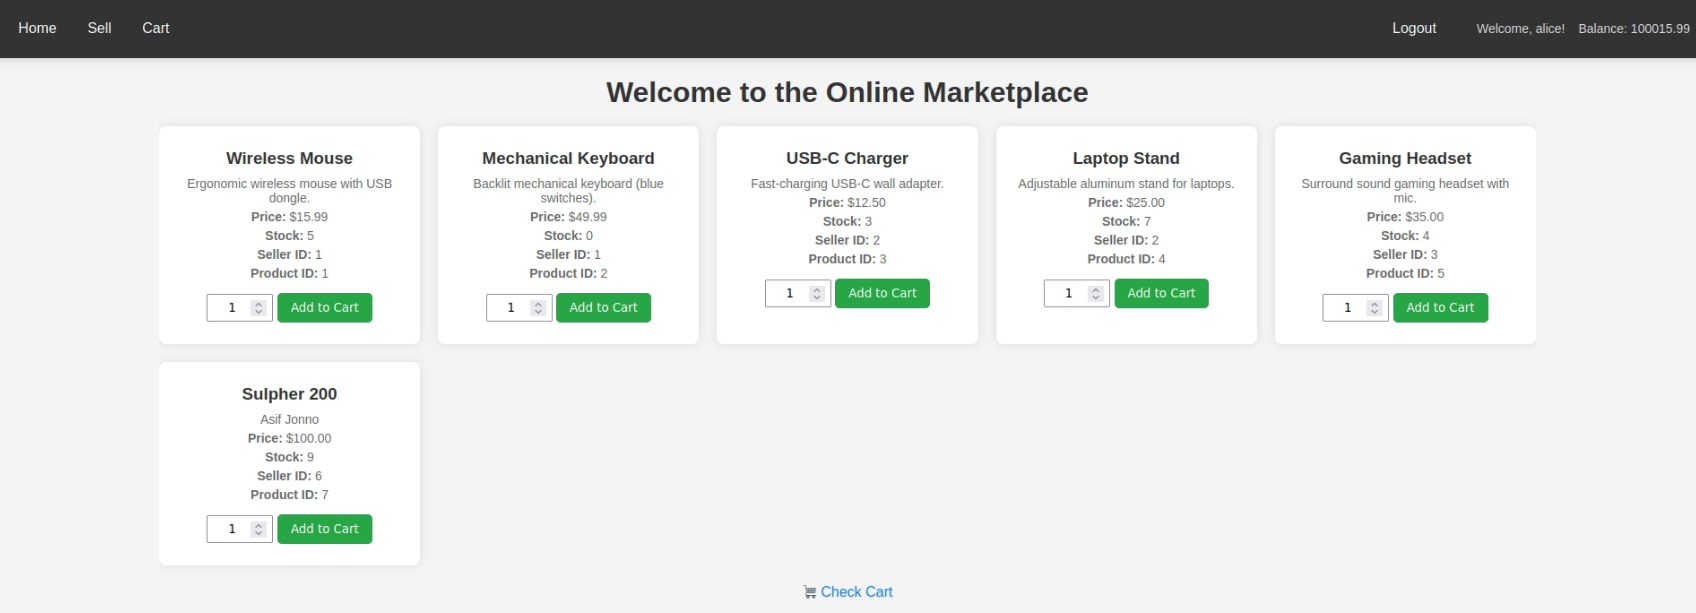 Home Sell Cart Logout Welcome, alice! Balance: 100015.99
Welcome to the Online Marketplace
Wireless Mouse
Ergonomic wireless mouse with USB
dongle.
Price: $15.99
Stock: 5
Seller ID: 1
Product ID: 1
1 Add to Cart
Mechanical Keyboard
Backlit mechanical keyboard (blue
switches).
Price: $49.99
Stock: 0
Seller ID: 1
Product ID: 2
1 Add to Cart
USB-C Charger
Fast-charging USB-C wall adapter.
Price: $12.50
Stock: 3
Seller ID: 2
Product ID: 3
1 Add to Cart
Laptop Stand
Adjustable aluminum stand for laptops.
Price: $25.00
Stock: 7
Seller ID: 2
Product ID: 4
1 Add to Cart
Gaming Headset
Surround sound gaming headset with
mic.
Price: $35.00
Stock: 4
Seller ID: 3
Product ID: 5
1 Add to Cart
Sulpher 200
Asif Jonno
Price: $100.00
Stock: 9
Seller ID: 6
Product ID: 7
1 Add to Cart
Check Cart